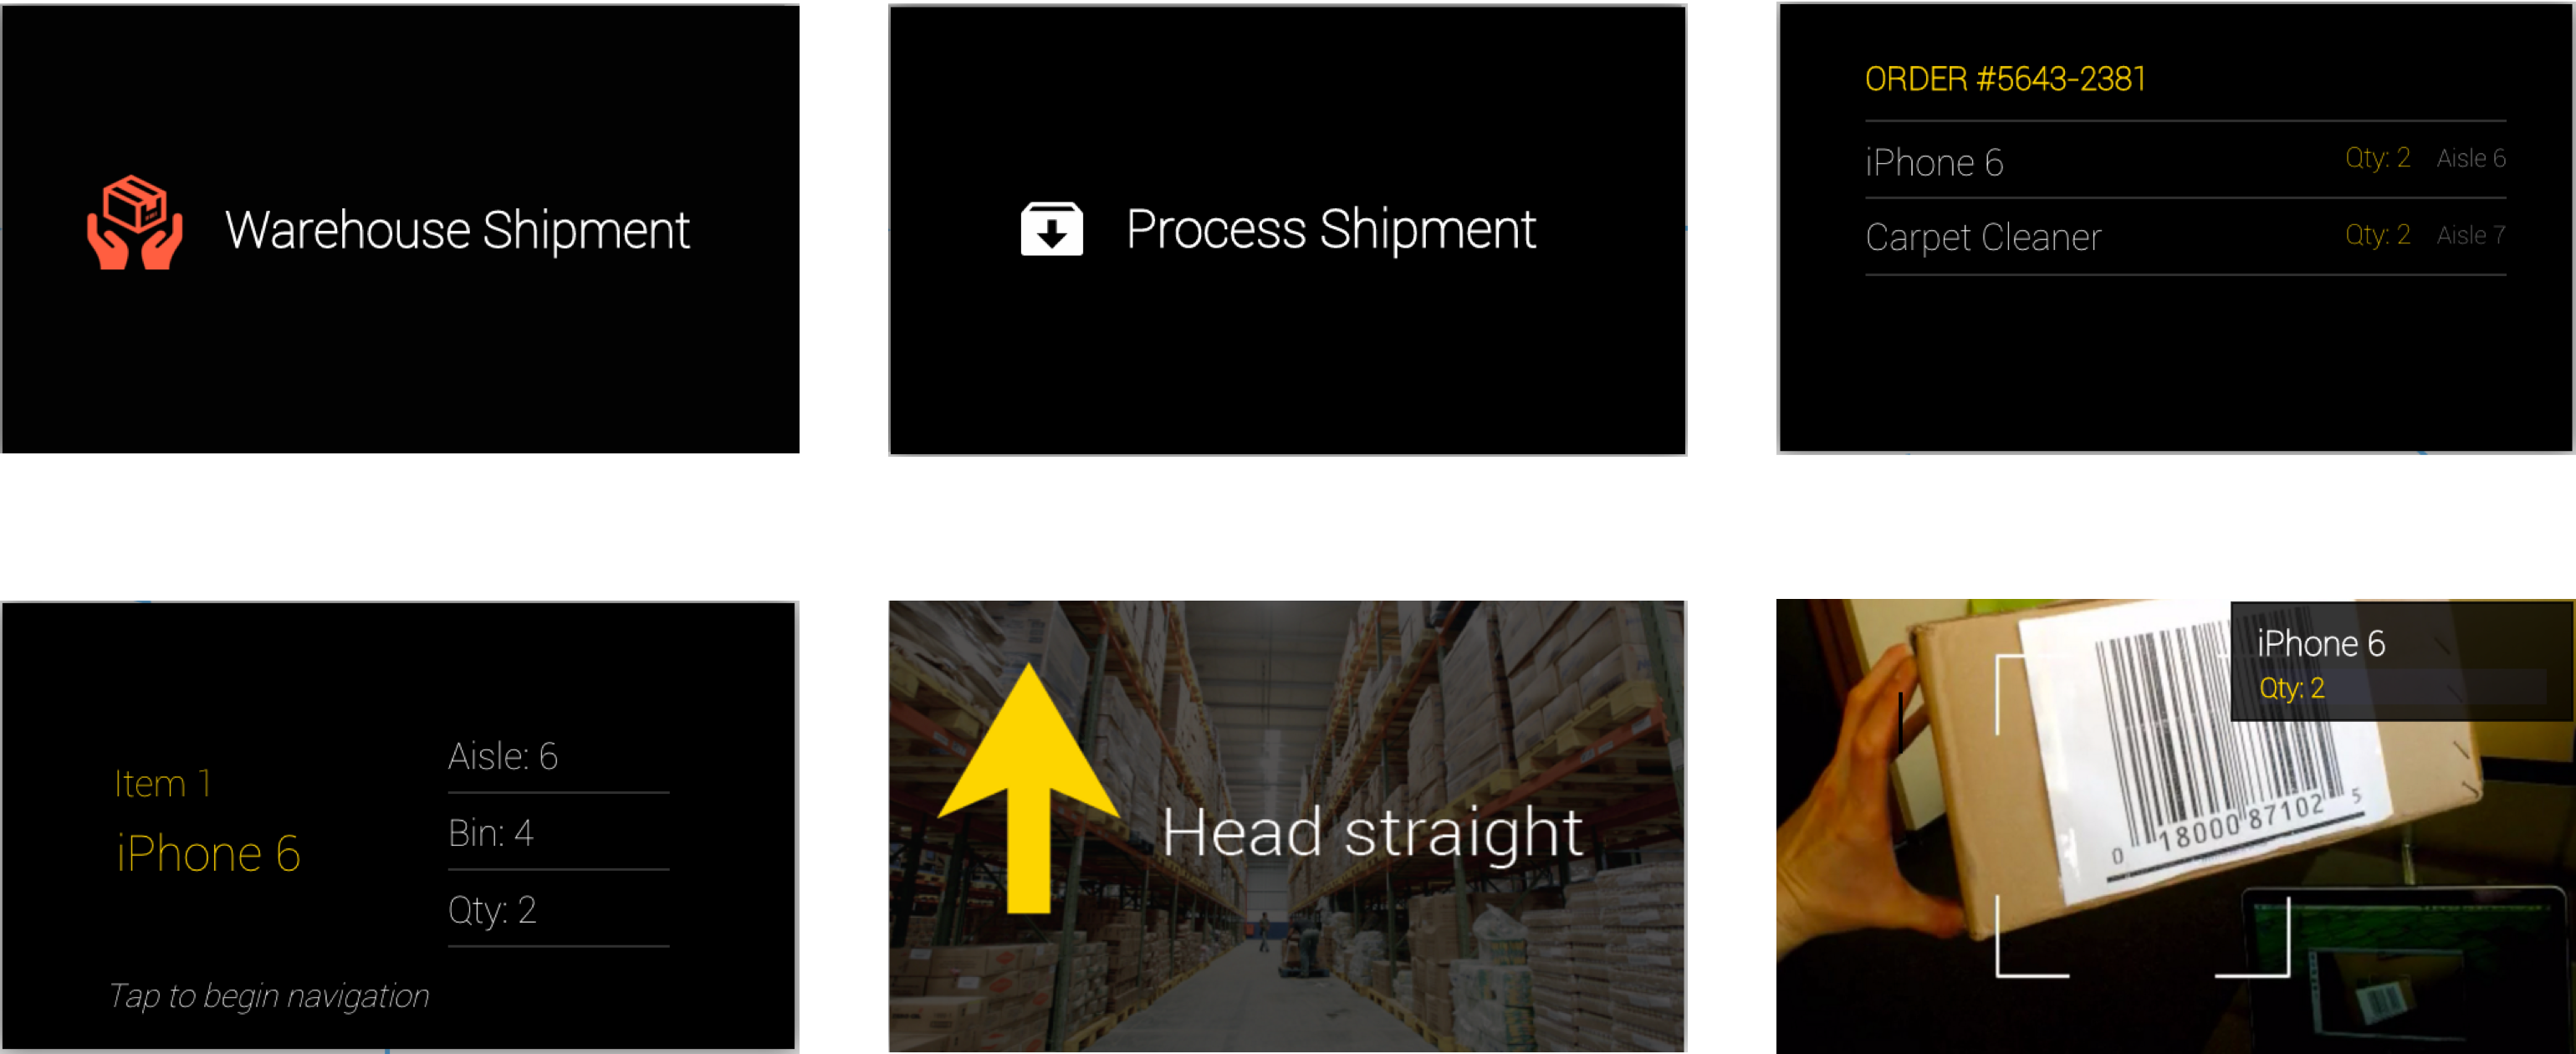 Warehouse Shipment
Process Shipment
ORDER #5643-2381
iPhone 6 Qty: 2 Aisle 6
Carpet Cleaner Qty: 2 Aisle 7
Item 1
iPhone 6
Aisle: 6
Bin: 4
Qty: 2
Tap to begin navigation
Head straight
iPhone 6
Qty: 2
0 18000 87102 5